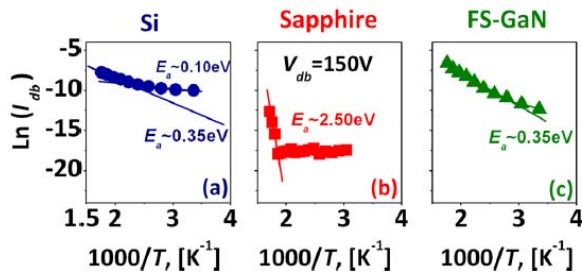 Si
Sapphire
FS-GaN
Ln (I_db)
-5
-10
-15
-20
E_a~0.10eV
E_a~0.35eV
(a)
V_db=150V
E_a~2.50eV
(b)
E_a~0.35eV
(c)
1.5 2 3 4
2 3 4
2 3 4
1000/T, [K⁻¹]
1000/T, [K⁻¹]
1000/T, [K⁻¹]